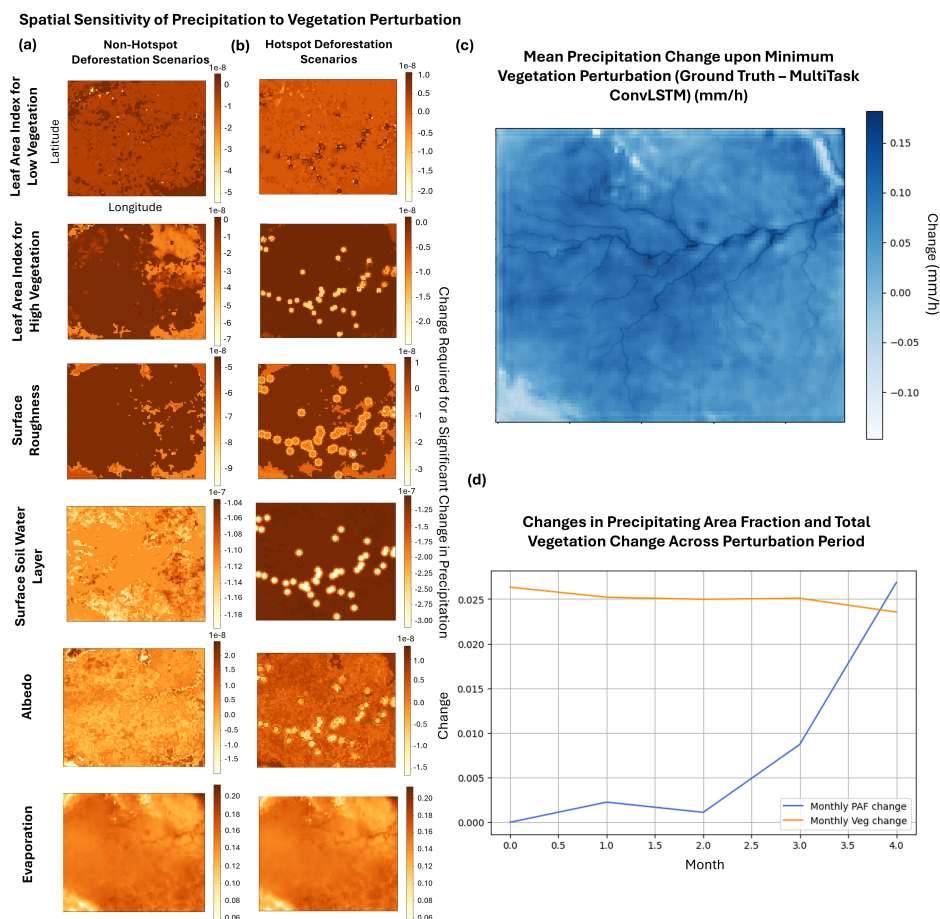 Spatial Sensitivity of Precipitation to Vegetation Perturbation
(a)
Non-Hotspot
Deforestation Scenarios
(b)
Hotspot Deforestation
Scenarios
Leaf Area Index for
Low Vegetation
Latitude
Longitude
1e-8
0
-1
-2
-3
-4
-5
1e-8
1.0
0.5
0.0
-0.5
-1.0
-1.5
-2.0
Leaf Area Index for
High Vegetation
1e-8
0
-1
-2
-3
-4
-5
-6
-7
1e-8
0.0
-0.5
-1.0
-1.5
-2.0
Surface
Roughness
1e-8
-5
-6
-7
-8
-9
1e-8
1
0
-1
-2
-3
Surface Soil Water
Layer
1e-7
-1.04
-1.06
-1.08
-1.10
-1.12
-1.14
-1.16
-1.18
1e-7
-1.25
-1.50
-1.75
-2.00
-2.25
-2.50
-2.75
-3.00
Albedo
1e-8
2.0
1.5
1.0
0.5
0.0
-0.5
-1.0
-1.5
1e-8
1.0
0.5
0.0
-0.5
-1.0
-1.5
Evaporation
0.20
0.18
0.16
0.14
0.12
0.10
0.08
0.06
0.20
0.18
0.16
0.14
0.12
0.10
0.08
0.06
Change Required for a Significant Change in Precipitation
Change
(c)
Mean Precipitation Change upon Minimum
Vegetation Perturbation (Ground Truth – MultiTask
ConvLSTM) (mm/h)
0.15
0.10
0.05
0.00
−0.05
−0.10
Change (mm/h)
(d)
Changes in Precipitating Area Fraction and Total
Vegetation Change Across Perturbation Period
0.025
0.020
0.015
0.010
0.005
0.000
Monthly PAF change
Monthly Veg change
0.0 0.5 1.0 1.5 2.0 2.5 3.0 3.5 4.0
Month